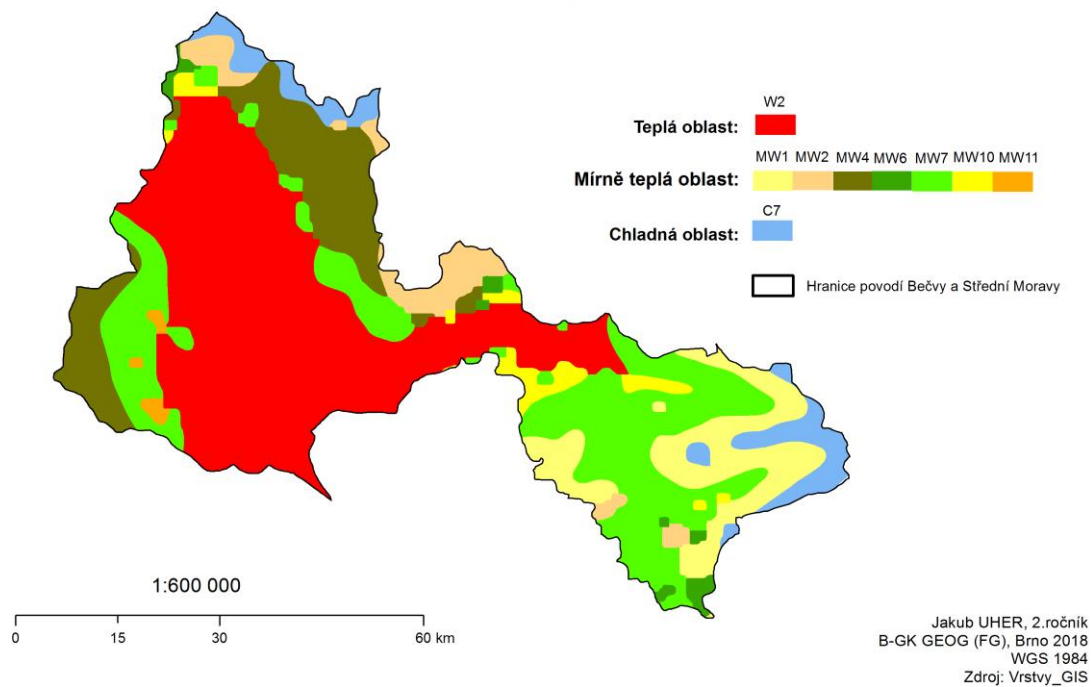 W2
Teplá oblast:
MW1 MW2 MW4 MW6 MW7 MW10 MW11
Mírně teplá oblast:
C7
Chladná oblast:
Hranice povodí Bečvy a Střední Moravy
1:600 000
0 15 30 60 km
Jakub UHER, 2.ročník
B-GK GEOG (FG), Brno 2018
WGS 1984
Zdroj: Vrstvy_GIS